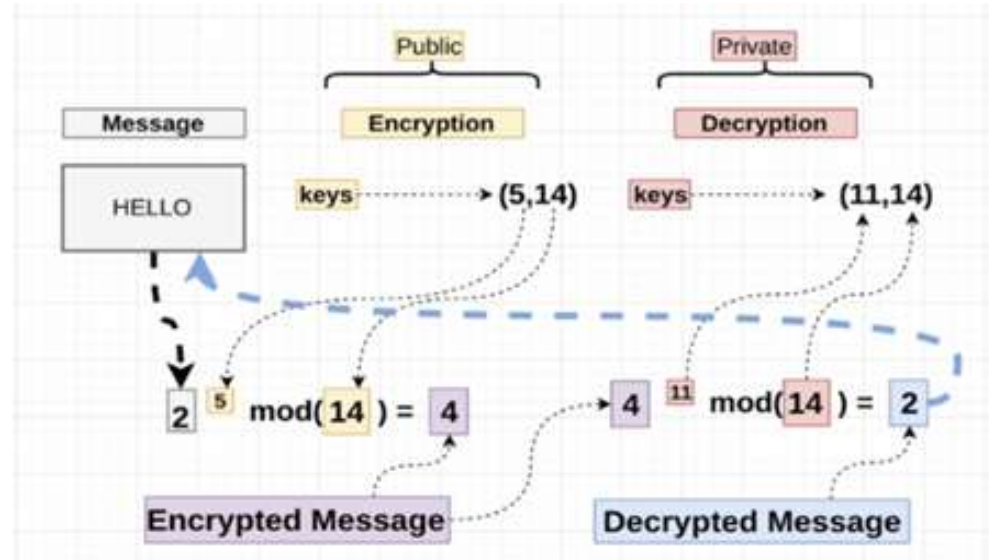 Public Private
Message Encryption Decryption
HELLO keys (5,14) keys (11,14)
2 5 mod( 14 ) = 4 4 11 mod( 14 ) = 2
Encrypted Message Decrypted Message